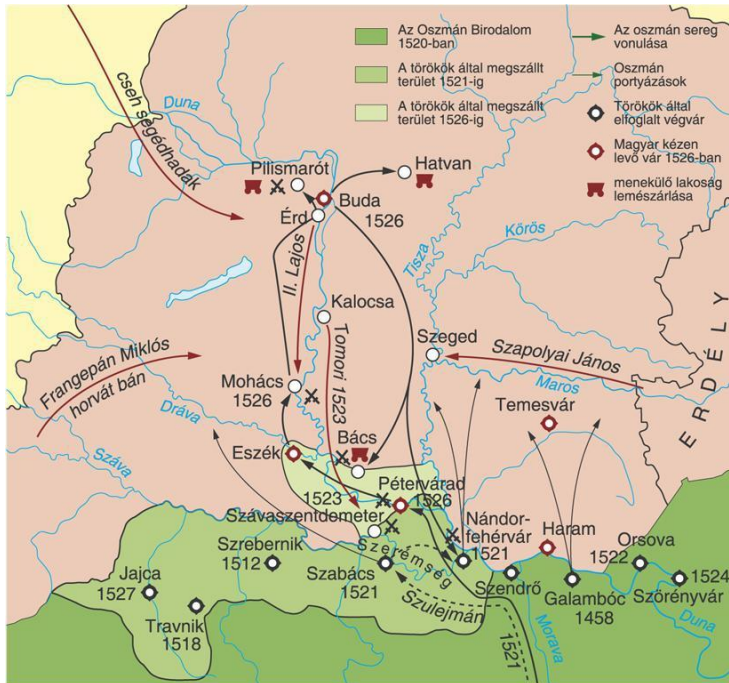 Az Oszmán Birodalom
1520-ban
A törökök által megszállt
terület 1521-ig
A törökök által megszállt
terület 1526-ig
Az oszmán sereg
vonulása
Oszmán
portyázások
Törökök által
elfoglalt végvár
Magyar kézen
levő vár 1526-ban
menekülő lakoság
lemészárlása
cseh segédhadak
Duna
Pilismarót
Hatvan
Buda
1526
Érd
II. Lajos
Tisza
Körös
Kalocsa
Tomori 1523
Szeged
Szapolyai János
Maros
ERDÉLY
Frangepán Miklós
horvát bán
Mohács
1526
Dráva
Temesvár
Száva
Eszék
Bács
1523
Pétervárad
1526
Szávaszentdemeter
Nándor-
fehérvár
1521
Haram
Orsova
1522
Szrebernik
1512
Szerémség
Jajca
1527
Szabács
1521
Szendrő
Galambóc
1458
1524
Szörényvár
Travnik
1518
Szulejmán
1521
Morava
Duna